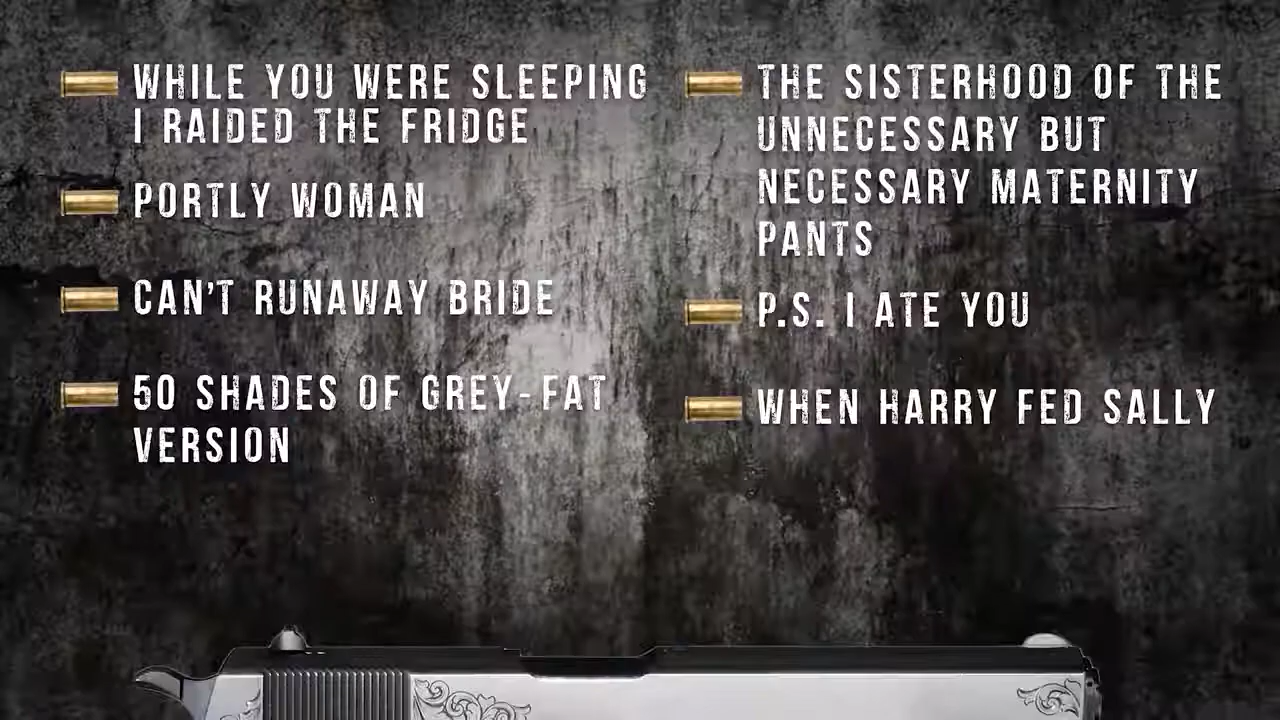 WHILE YOU WERE SLEEPING
I RAIDED THE FRIDGE
PORTLY WOMAN
CAN'T RUNAWAY BRIDE
50 SHADES OF GREY-FAT
VERSION
THE SISTERHOOD OF THE
UNNECESSARY BUT
NECESSARY MATERNITY
PANTS
P.S. I ATE YOU
WHEN HARRY FED SALLY